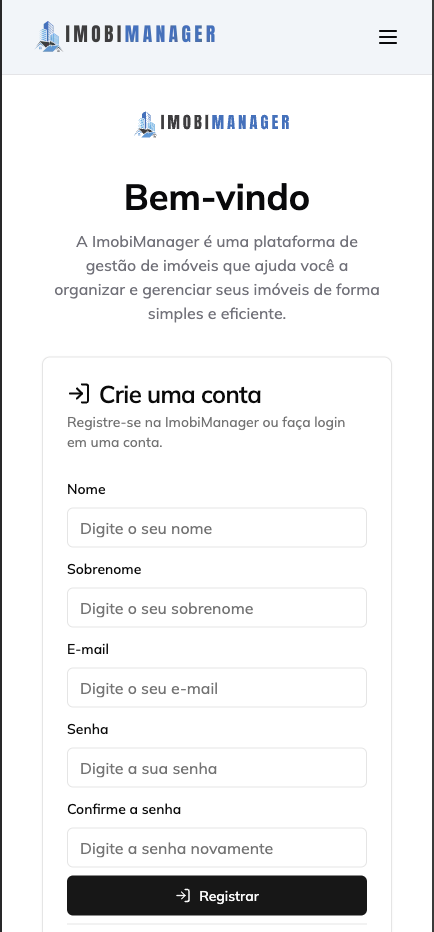 IMOBIMANAGER
IMOBIMANAGER
Bem-vindo
A ImobiManager é uma plataforma de
gestão de imóveis que ajuda você a
organizar e gerenciar seus imóveis de forma
simples e eficiente.
Crie uma conta
Registre-se na ImobiManager ou faça login
em uma conta.
Nome
Digite o seu nome
Sobrenome
Digite o seu sobrenome
E-mail
Digite o seu e-mail
Senha
Digite a sua senha
Confirme a senha
Digite a senha novamente
Registrar